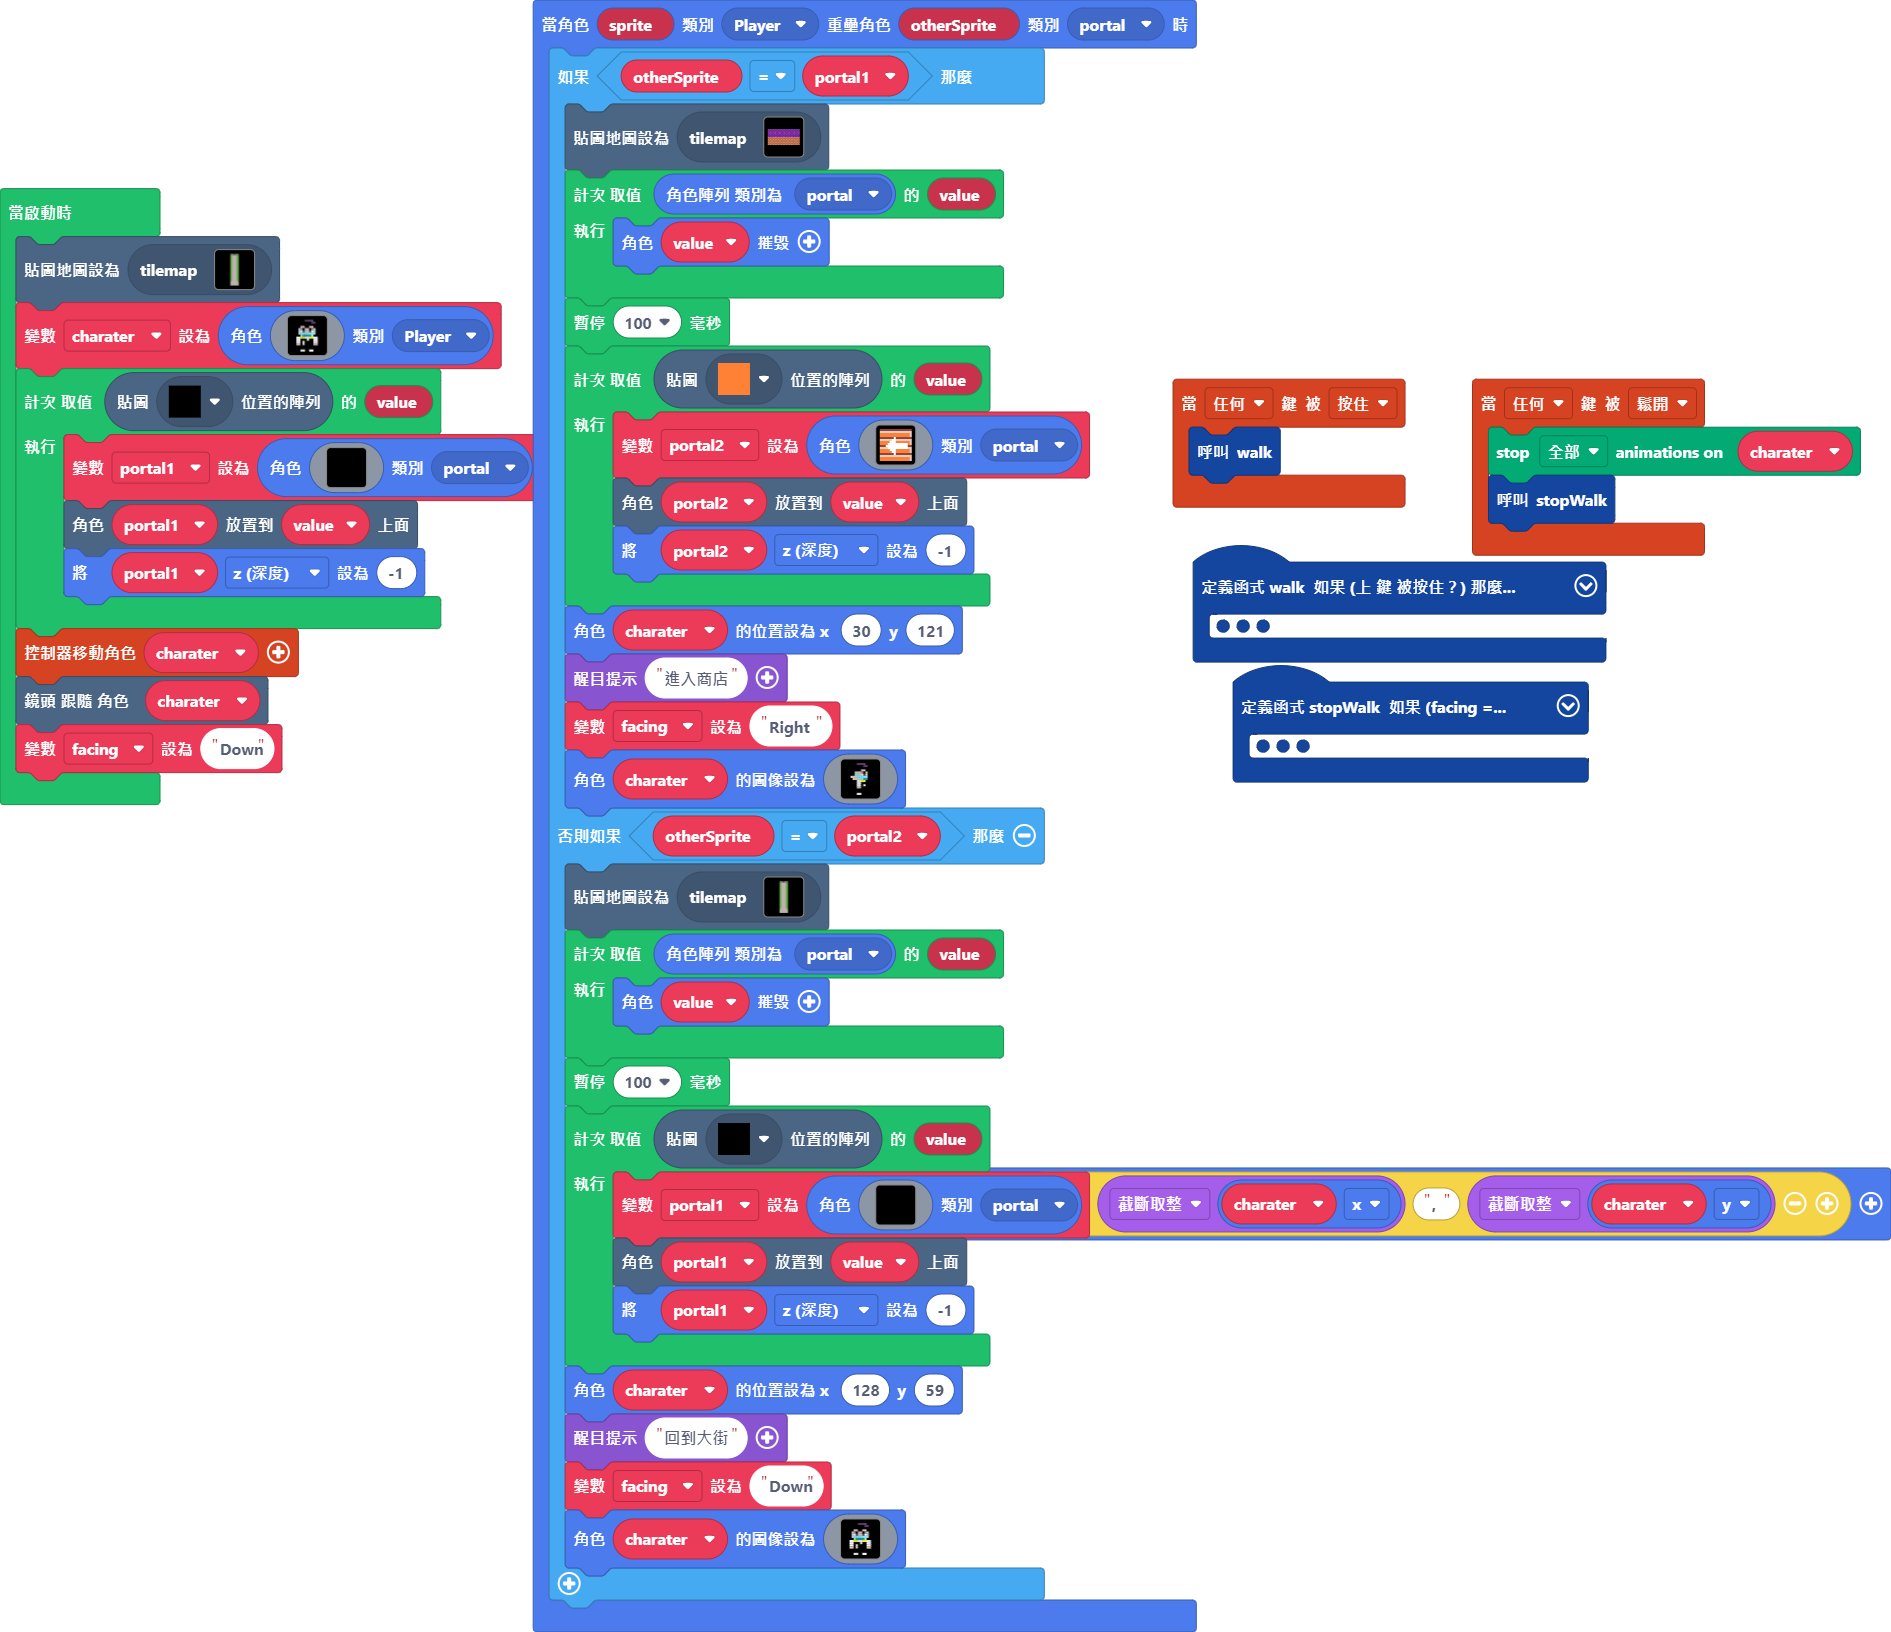 當啟動時
貼圖地圖設為 tilemap
變數 charater 設為 角色 類別 Player
計次 取值 貼圖 位置的陣列 的 value
執行 變數 portal1 設為 角色 類別 portal
角色 portal1 放置到 value 上面
將 portal1 z (深度) 設為 -1
控制器移動角色 charater
鏡頭 跟隨 角色 charater
變數 facing 設為 "Down"
當角色 sprite 類別 Player 重疊角色 otherSprite 類別 portal 時
如果 otherSprite = portal1 那麼
貼圖地圖設為 tilemap
計次 取值 角色陣列 類別為 portal 的 value
執行 角色 value 摧毀
暫停 100 毫秒
計次 取值 貼圖 位置的陣列 的 value
執行 變數 portal2 設為 角色 類別 portal
角色 portal2 放置到 value 上面
將 portal2 z (深度) 設為 -1
角色 charater 的位置設為 x 30 y 121
醒目提示 "進入商店"
變數 facing 設為 "Right "
角色 charater 的圖像設為
否則如果 otherSprite = portal2 那麼
貼圖地圖設為 tilemap
計次 取值 角色陣列 類別為 portal 的 value
執行 角色 value 摧毀
暫停 100 毫秒
計次 取值 貼圖 位置的陣列 的 value
執行 變數 portal1 設為 角色 類別 portal
角色 portal1 放置到 value 上面
將 portal1 z (深度) 設為 -1
角色 charater 的位置設為 x 128 y 59
醒目提示 "回到大街"
變數 facing 設為 "Down"
角色 charater 的圖像設為
截斷取整 charater x "," 截斷取整 charater y
當 任何 鍵 被 按住
呼叫 walk
當 任何 鍵 被 鬆開
stop 全部 animations on charater
呼叫 stopWalk
定義函式 walk 如果 (上 鍵 被按住？) 那麼...
定義函式 stopWalk 如果 (facing =...